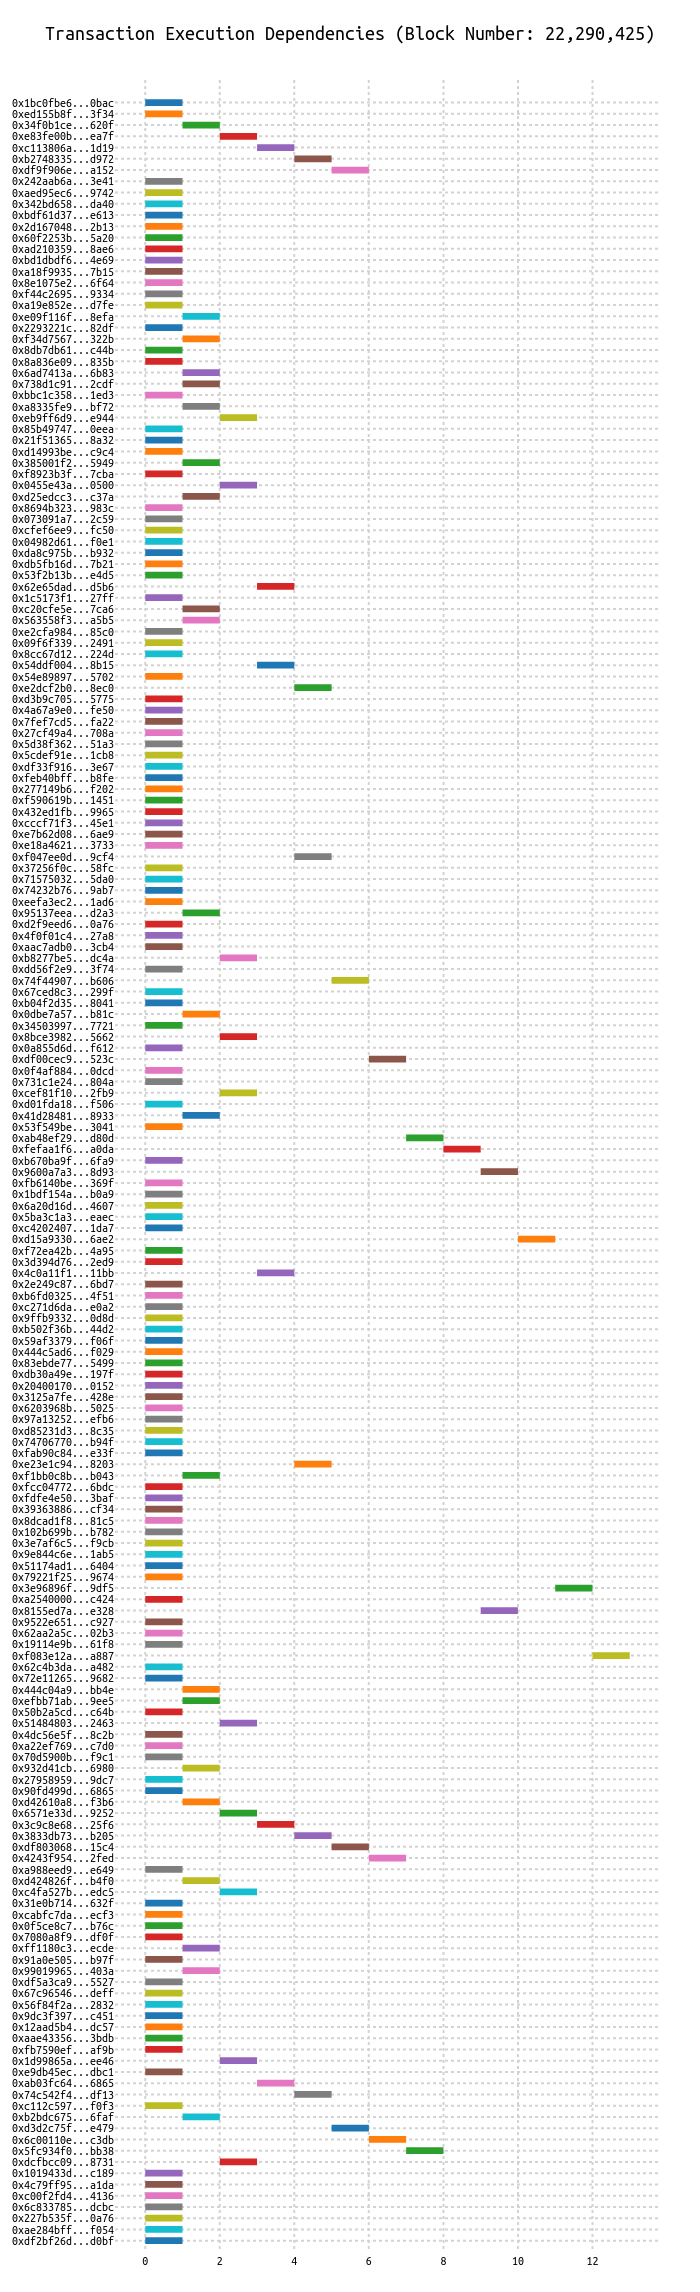 Transaction Execution Dependencies (Block Number: 22,290,425)
0x1bc0fbe6...0bac
0xed155b8f...3f34
0x34f0b1ce...620f
0xe83fe00b...ea7f
0xc113806a...1d19
0xb2748335...d972
0xdf9f906e...a152
0x242aab6a...3e41
0xaed95ec6...9742
0x342bd658...da40
0xbdf61d37...e613
0x2d167048...2b13
0x60f2253b...5a20
0xad210359...8ae6
0xbd1dbdf6...4e69
0xa18f9935...7b15
0x8e1075e2...6f64
0xf44c2695...9334
0xa19e852e...d7fe
0xe09f116f...8efa
0x2293221c...82df
0xf34d7567...322b
0x8db7db61...c44b
0x8a836e09...835b
0x6ad7413a...6b83
0x738d1c91...2cdf
0xbbc1c358...1ed3
0xa8335fe9...bf72
0xeb9ff6d9...e944
0x85b49747...0eea
0x21f51365...8a32
0xd14993be...c9c4
0x385001f2...5949
0xf8923b3f...7cba
0x0455e43a...0500
0xd25edcc3...c37a
0x8694b323...983c
0x073091a7...2c59
0xcfef6ee9...fc50
0x04982d61...f0e1
0xda8c975b...b932
0xdb5fb16d...7b21
0x53f2b13b...e4d5
0x62e65dad...d5b6
0x1c5173f1...27ff
0xc20cfe5e...7ca6
0x563558f3...a5b5
0xe2cfa984...85c0
0x09f6f339...2491
0x8cc67d12...224d
0x54ddf004...8b15
0x54e89897...5702
0xe2dcf2b0...8ec0
0xd3b9c705...5775
0x4a67a9e0...fe50
0x7fef7cd5...fa22
0x27cf49a4...708a
0x5d38f362...51a3
0x5cdef91e...1cb8
0xdf33f916...3e67
0xfeb40bff...b8fe
0x277149b6...f202
0xf590619b...1451
0x432ed1fb...9965
0xcccf71f3...45e1
0xe7b62d08...6ae9
0xe18a4621...3733
0xf047ee0d...9cf4
0x37256f0c...58fc
0x71575032...5da0
0x74232b76...9ab7
0xeefa3ec2...1ad6
0x95137eea...d2a3
0xd2f9eed6...0a76
0x4f0f01c4...27a8
0xaac7adb0...3cb4
0xb8277be5...dc4a
0xdd56f2e9...3f74
0x74f44907...b606
0x67ced8c3...299f
0xb04f2d35...8041
0x0dbe7a57...b81c
0x34503997...7721
0x8bce3982...5662
0x0a855d6d...f612
0xdf00cec9...523c
0x0f4af884...0dcd
0x731c1e24...804a
0xcef81f10...2fb9
0xd01fda18...f506
0x41d28481...8933
0x53f549be...3041
0xab48ef29...d80d
0xfefaa1f6...a0da
0xb670ba9f...6fa9
0x9600a7a3...8d93
0xfb6140be...369f
0x1bdf154a...b0a9
0x6a20d16d...4607
0x5ba3c1a3...eaec
0xc4202407...1da7
0xd15a9330...6ae2
0xf72ea42b...4a95
0x3d394d76...2ed9
0x4c0a11f1...11bb
0x2e249c87...6bd7
0xb6fd0325...4f51
0xc271d6da...e0a2
0x9ffb9332...0d8d
0xb502f36b...44d2
0x59af3379...f06f
0x444c5ad6...f029
0x83ebde77...5499
0xdb30a49e...197f
0x20400170...0152
0x3125a7fe...428e
0x6203968b...5025
0x97a13252...efb6
0xd85231d3...8c35
0x74706770...b94f
0xfab90c84...e33f
0xe23e1c94...8203
0xf1bb0c8b...b043
0xfcc04772...6bdc
0xfdfe4e50...3baf
0x39363886...cf34
0x8dcad1f8...81c5
0x102b699b...b782
0x3e7af6c5...f9cb
0x9e844c6e...1ab5
0x51174ad1...6404
0x79221f25...9674
0x3e96896f...9df5
0xa2540000...c424
0x8155ed7a...e328
0x9522e651...c927
0x62aa2a5c...02b3
0x19114e9b...61f8
0xf083e12a...a887
0x62c4b3da...a482
0x72e11265...9682
0x444c04a9...bb4e
0xefbb71ab...9ee5
0x50b2a5cd...c64b
0x51484803...2463
0x4dc56e5f...8c2b
0xa22ef769...c7d0
0x70d5900b...f9c1
0x932d41cb...6980
0x27958959...9dc7
0x90fd499d...6865
0xd42610a8...f3b6
0x6571e33d...9252
0x3c9c8e68...25f6
0x3833db73...b205
0xdf803068...15c4
0x4243f954...2fed
0xa988eed9...e649
0xd424826f...b4f0
0xc4fa527b...edc5
0x31e0b714...632f
0xcabfc7da...ecf3
0x0f5ce8c7...b76c
0x7080a8f9...df0f
0xff1180c3...ecde
0x91a0e505...b97f
0x99019965...403a
0xdf5a3ca9...5527
0x67c96546...deff
0x56f84f2a...2832
0x9dc3f397...c451
0x12aad5b4...dc57
0xaae43356...3bdb
0xfb7590ef...af9b
0x1d99865a...ee46
0xe9db45ec...dbc1
0xab03fc64...6865
0x74c542f4...df13
0xc112c597...f0f3
0xb2bdc675...6faf
0xd3d2c75f...e479
0x6c00110e...c3db
0x5fc934f0...bb38
0xdcfbcc09...8731
0x1019433d...c189
0x4c79ff95...a1da
0xc00f2fd4...4136
0x6c833785...dcbc
0x227b535f...0a76
0xae284bff...f054
0xdf2bf26d...d0bf
0 2 4 6 8 10 12